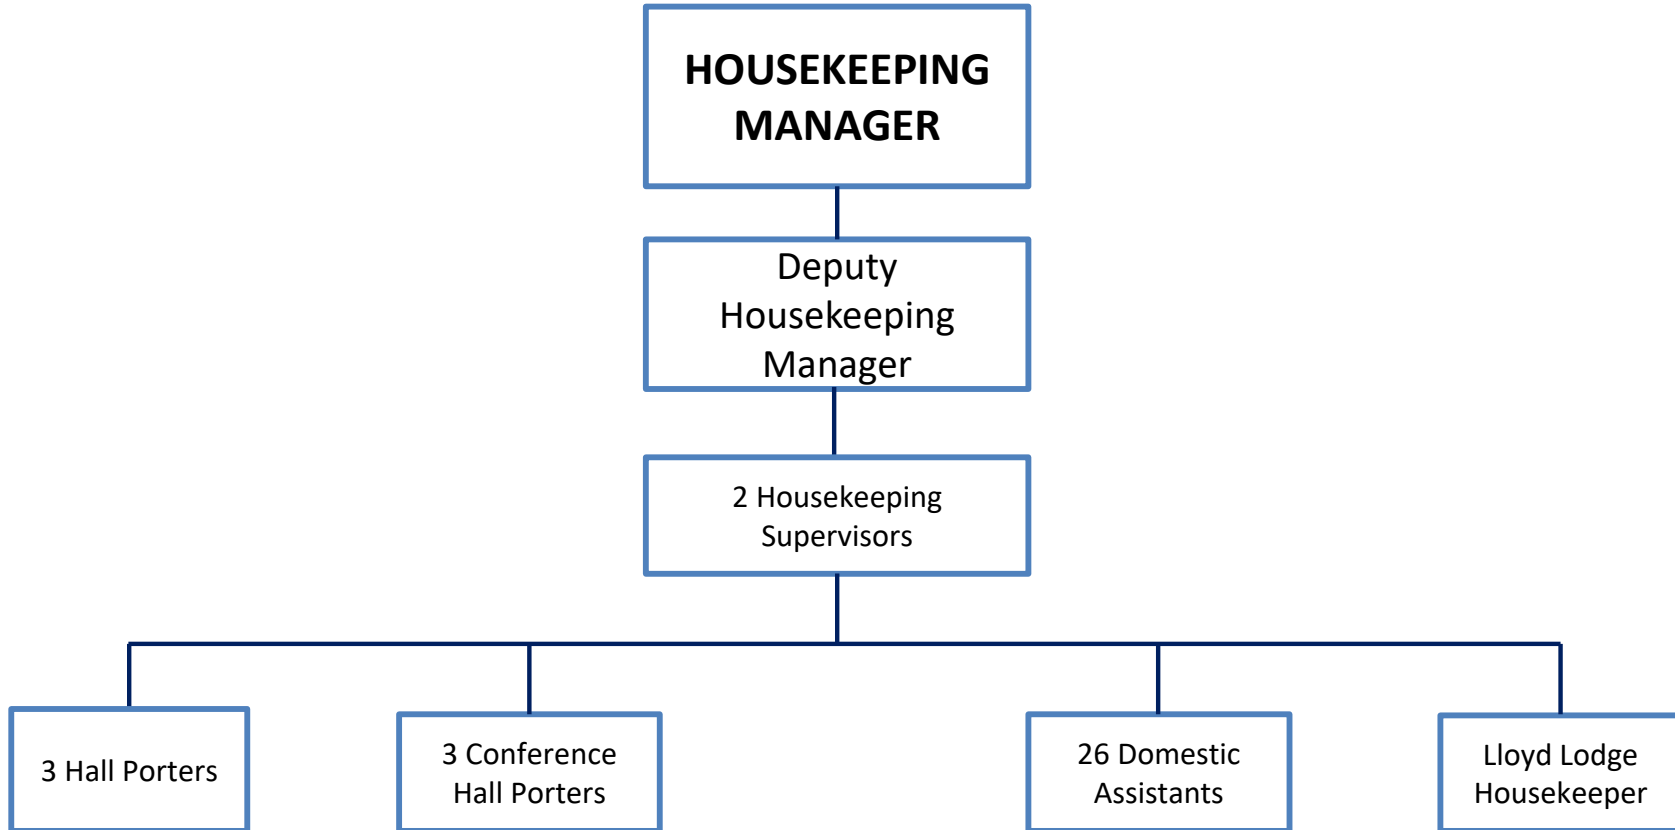 HOUSEKEEPING
MANAGER
Deputy
Housekeeping
Manager
2 Housekeeping
Supervisors
3 Hall Porters
3 Conference
Hall Porters
26 Domestic
Assistants
Lloyd Lodge
Housekeeper